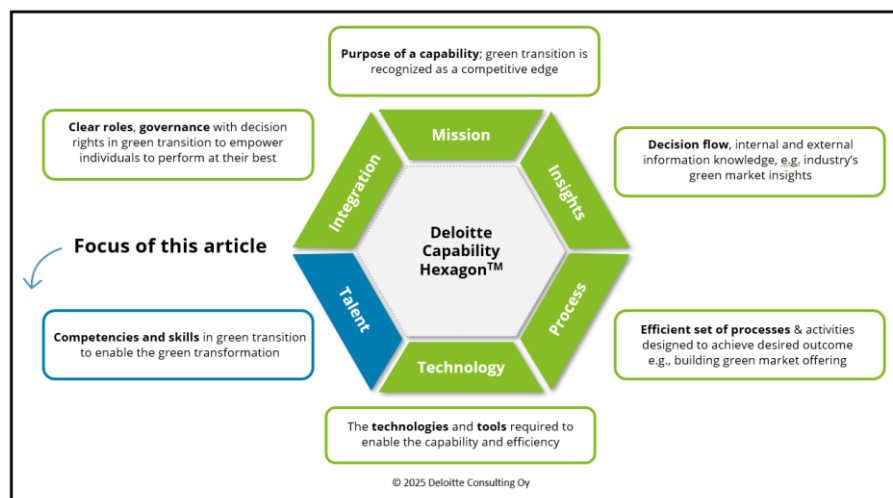 Purpose of a capability; green transition is
recognized as a competitive edge
Clear roles, governance with decision
rights in green transition to empower
individuals to perform at their best
Mission
Integration
Insights
Decision flow, internal and external
information knowledge, e.g. industry's
green market insights
Deloitte
Capability
Hexagon™
Focus of this article
Talent
Process
Competencies and skills in green transition
to enable the green transformation
Technology
Efficient set of processes & activities
designed to achieve desired outcome
e.g., building green market offering
The technologies and tools required to
enable the capability and efficiency
© 2025 Deloitte Consulting Oy